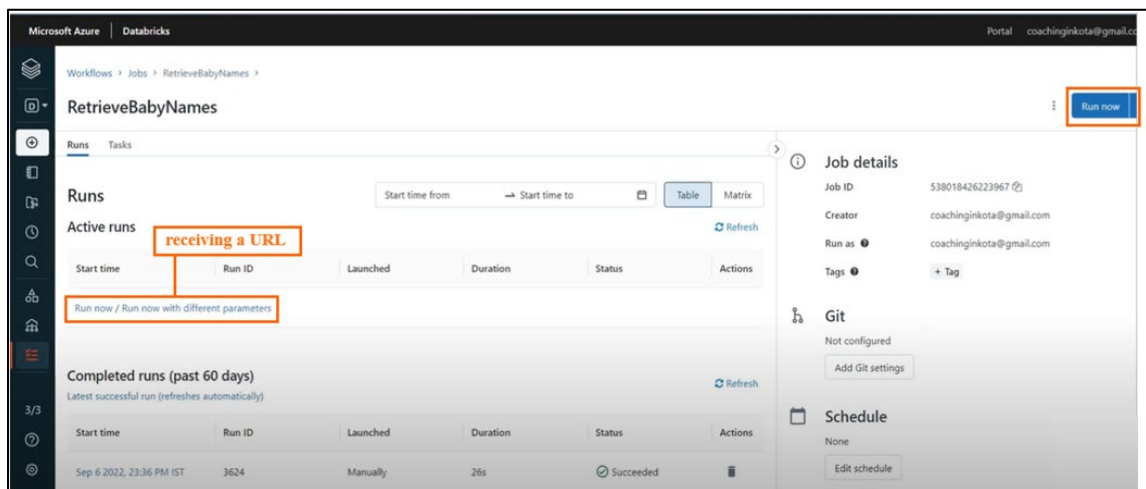 Microsoft Azure Databricks Portal coachinginkota@gmail.co
Workflows > Jobs > RetrieveBabyNames >
D
RetrieveBabyNames
Run now
Runs Tasks
Runs
Start time from → Start time to
Table Matrix
Active runs
Refresh
receiving a URL
Start time Run ID Launched Duration Status Actions
Run now / Run now with different parameters
Completed runs (past 60 days)
Refresh
Latest successful run (refreshes automatically)
Start time Run ID Launched Duration Status Actions
Sep 6 2022, 23:36 PM IST 3624 Manually 26s Succeeded
3/3
Job details
Job ID 538018426223967
Creator coachinginkota@gmail.com
Run as coachinginkota@gmail.com
Tags + Tag
Git
Not configured
Add Git settings
Schedule
None
Edit schedule